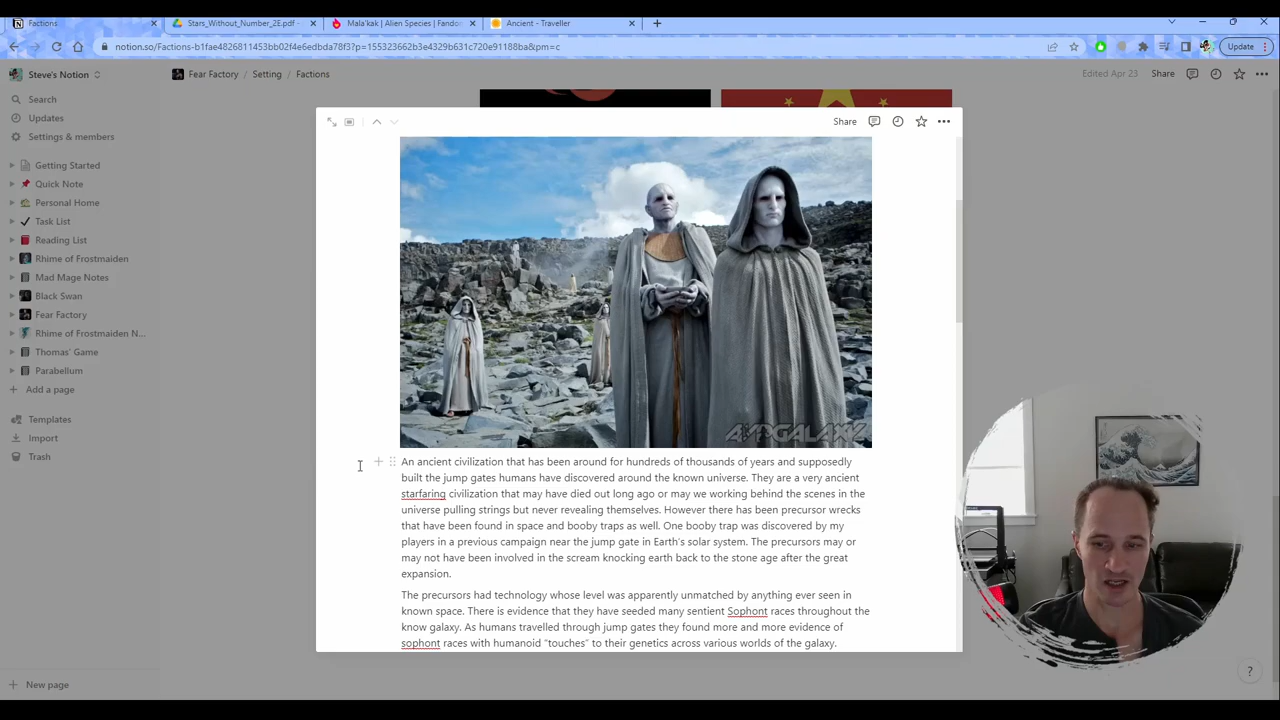 Factions
Stars_Without_Number_2E.pdf -
Mala'kak | Alien Species | Fandom
Ancient - Traveller
notion.so/Factions-b1fae4826811453bb02f4e6edbda78f3?p=155323662b3e4329b631c720e91188ba&pm=c
Update
Steve's Notion
Fear Factory / Setting / Factions
Edited Apr 23
Share
Search
Updates
Settings & members
Getting Started
Quick Note
Personal Home
Task List
Reading List
Rhime of Frostmaiden
Mad Mage Notes
Black Swan
Fear Factory
Rhime of Frostmaiden N...
Thomas' Game
Parabellum
Add a page
Templates
Import
Trash
New page
Share
AVPGALAXY
An ancient civilization that has been around for hundreds of thousands of years and supposedly
built the jump gates humans have discovered around the known universe. They are a very ancient
starfaring civilization that may have died out long ago or may we working behind the scenes in the
universe pulling strings but never revealing themselves. However there has been precursor wrecks
that have been found in space and booby traps as well. One booby trap was discovered by my
players in a previous campaign near the jump gate in Earth's solar system. The precursors may or
may not have been involved in the scream knocking earth back to the stone age after the great
expansion.
The precursors had technology whose level was apparently unmatched by anything ever seen in
known space. There is evidence that they have seeded many sentient Sophont races throughout the
know galaxy. As humans travelled through jump gates they found more and more evidence of
sophont races with humanoid "touches" to their genetics across various worlds of the galaxy.
?